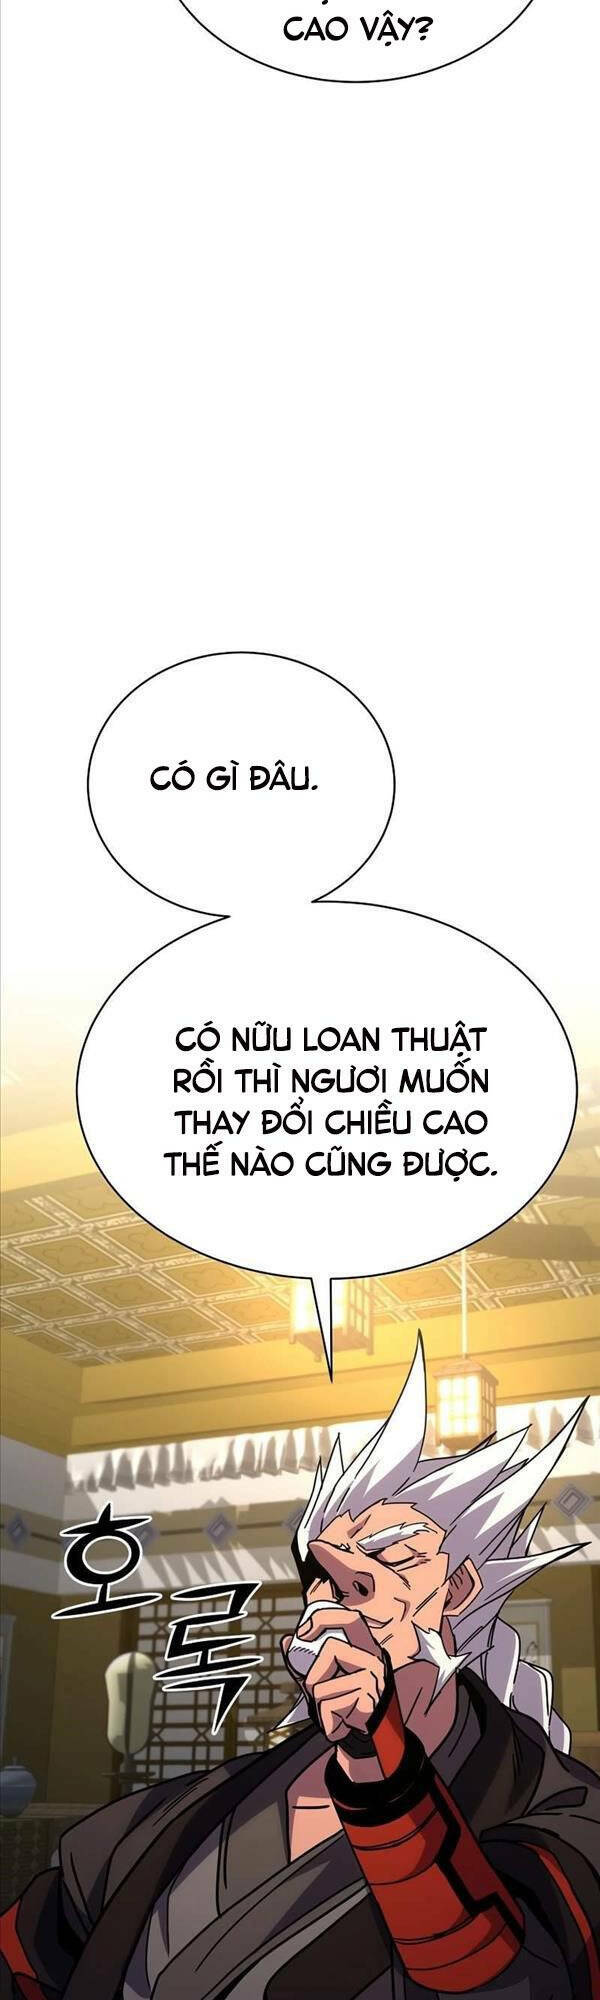 CAO VẬY?
CÓ GÌ ĐÂU.
CÓ NỮU LOAN THUẬT
RỒI THÌ NGƯƠI MUỐN
THAY ĐỔI CHIỀU CAO
THẾ NÀO CŨNG ĐƯỢC.
호록